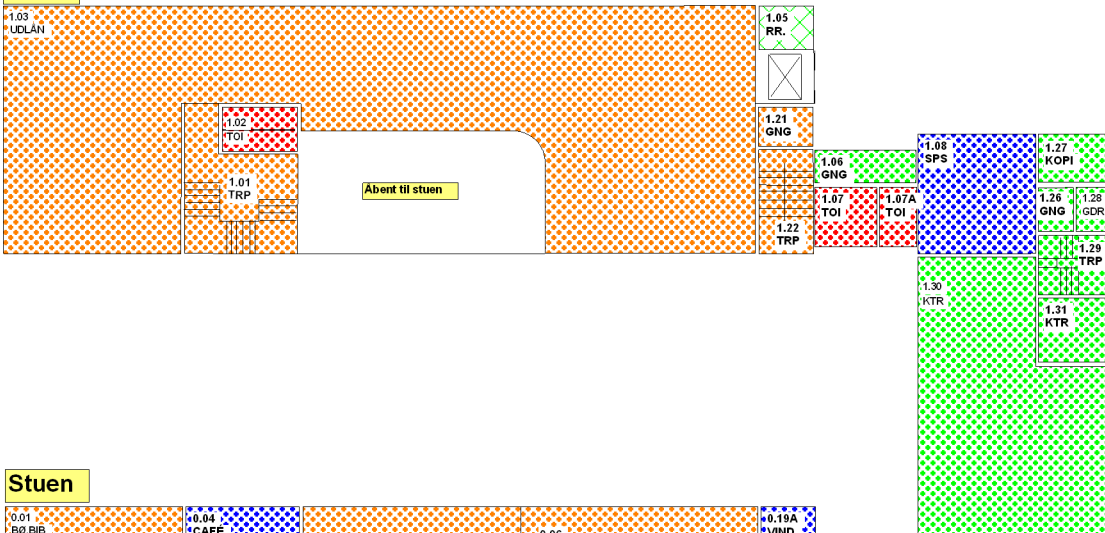 1.03
UDLÅN
1.05
RR.
1.02
TOI
1.21
GNG
1.08
SPS
1.27
KOPI
1.06
GNG
1.01
TRP
Åbent til stuen
1.07
TOI
1.07A
TOI
1.26
GNG
1.28
GDR
1.22
TRP
1.29
TRP
1.30
KTR
1.31
KTR
Stuen
0.01
BØ.BIB
0.04
CAFÉ
0.19A
VIND